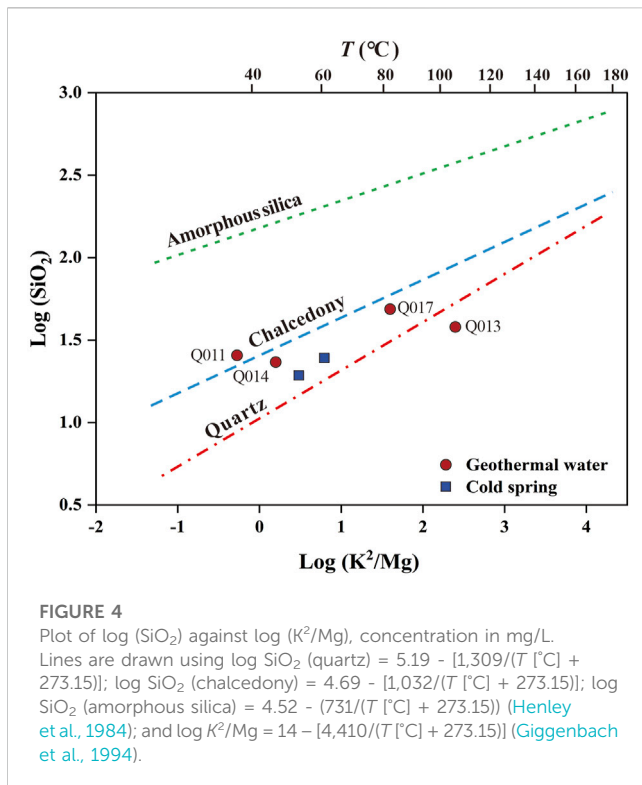 T (°C)
40 60 80 100 120 140 160 180
3.0
2.5
2.0
1.5
1.0
0.5
Log (SiO₂)
Amorphous silica
Chalcedony
Quartz
Q011
Q014
Q017
Q013
Geothermal water
Cold spring
-2 -1 0 1 2 3 4
Log (K²/Mg)
FIGURE 4
Plot of log (SiO₂) against log (K²/Mg), concentration in mg/L.
Lines are drawn using log SiO₂ (quartz) = 5.19 - [1,309/(T [°C] +
273.15)]; log SiO₂ (chalcedony) = 4.69 - [1,032/(T [°C] + 273.15)]; log
SiO₂ (amorphous silica) = 4.52 - (731/(T [°C] + 273.15)) (Henley
et al., 1984); and log K²/Mg = 14 – [4,410/(T [°C] + 273.15)] (Giggenbach
et al., 1994).